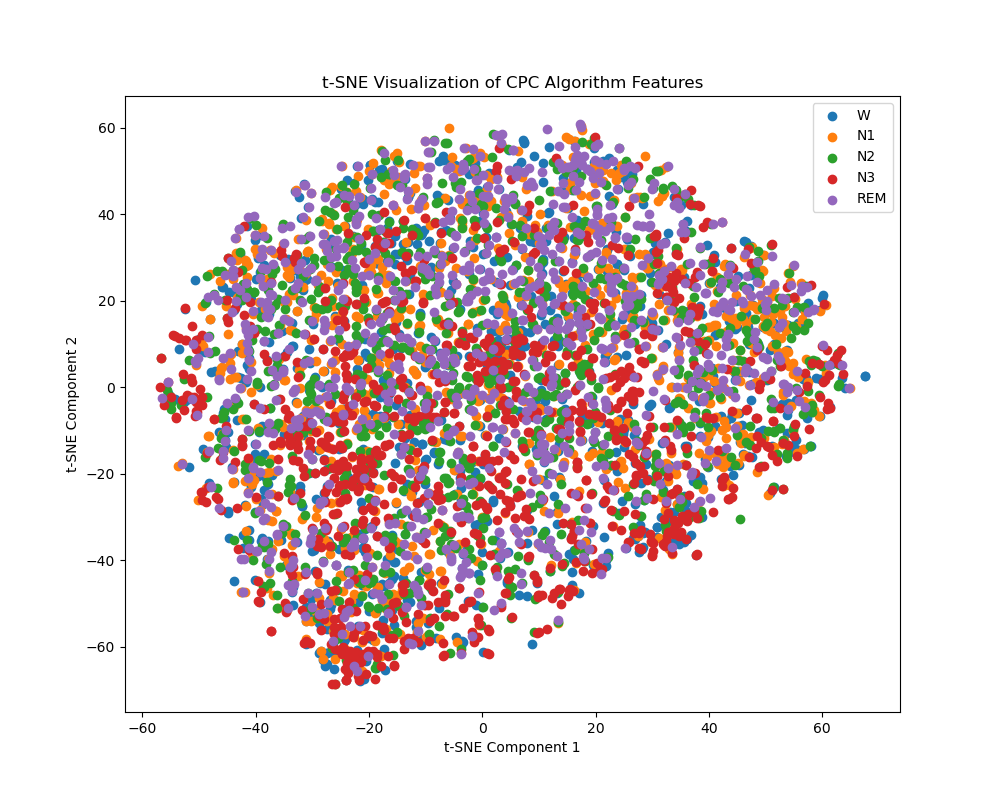 t-SNE Visualization of CPC Algorithm Features
W
N1
N2
N3
REM
60
40
20
0
−20
−40
−60
t-SNE Component 2
−60
−40
−20
0
20
40
60
t-SNE Component 1